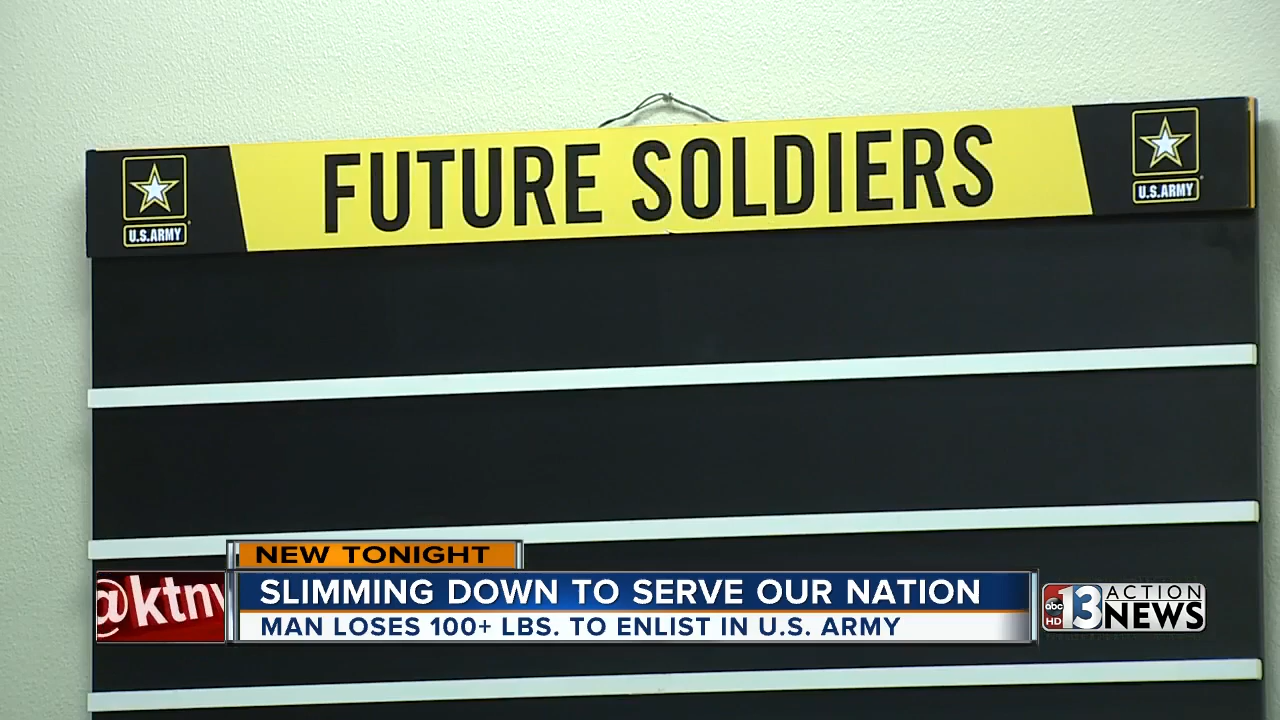 FUTURE SOLDIERS
U.S.ARMY
U.S.ARMY
NEW TONIGHT
SLIMMING DOWN TO SERVE OUR NATION
MAN LOSES 100+ LBS. TO ENLIST IN U.S. ARMY
@ktnv
abc
HD
13 ACTION
NEWS